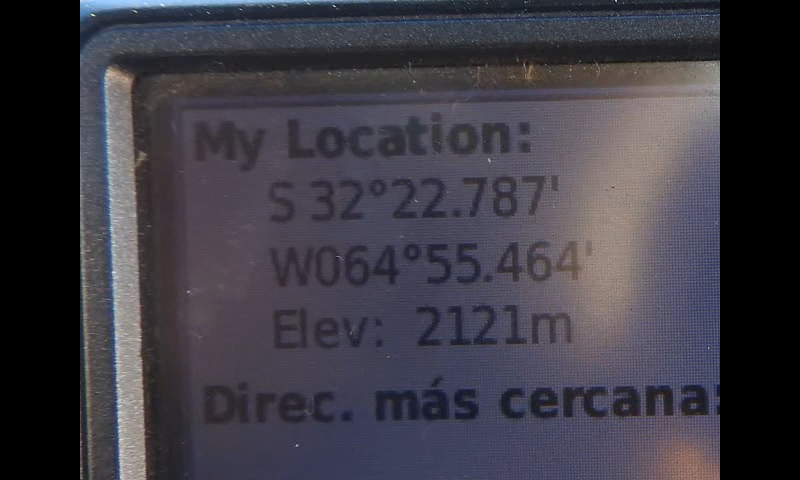 My Location:
S 32°22.787'
W064°55.464'
Elev: 2121m
Direc. más cercana: